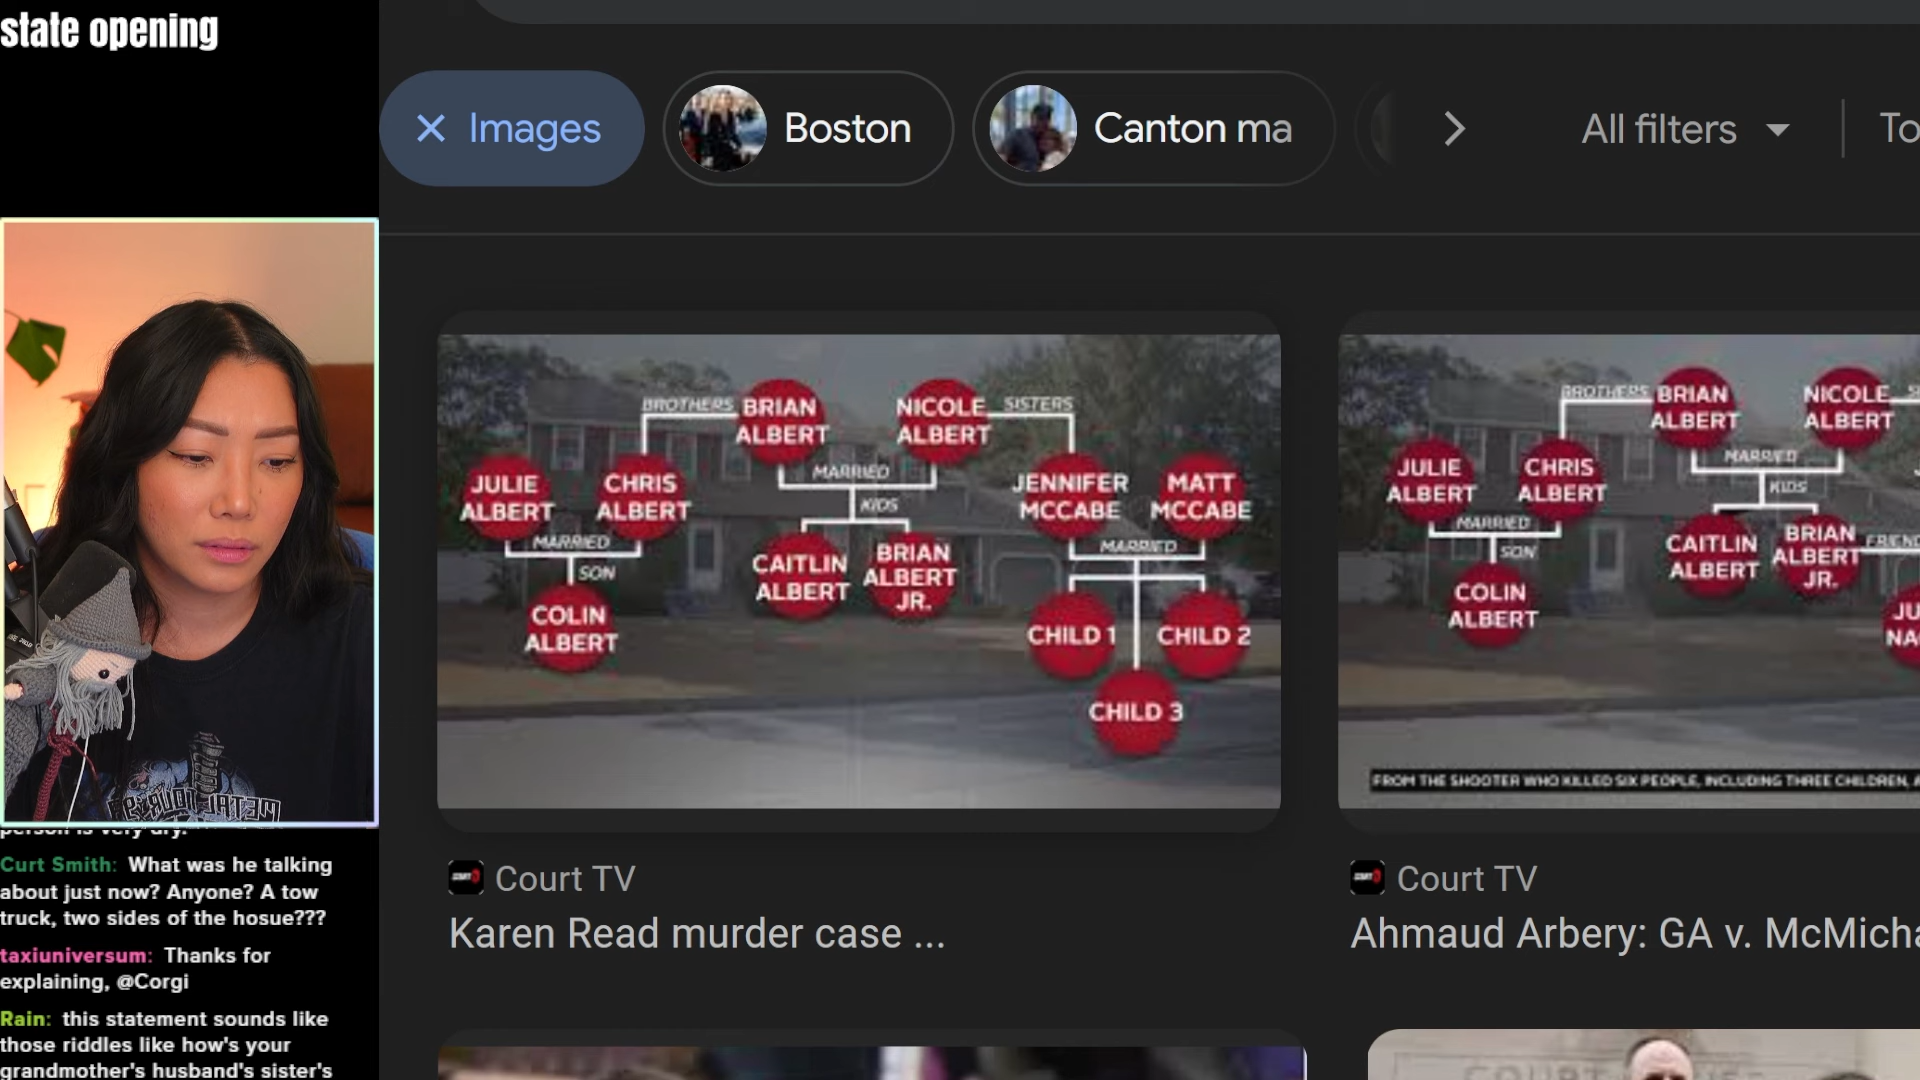 state opening
Images
Boston
Canton ma
All filters
To
BROTHERS
BRIAN
ALBERT
NICOLE
ALBERT
SISTERS
JULIE
ALBERT
CHRIS
ALBERT
MARRIED
JENNIFER
MCCABE
MATT
MCCABE
KIDS
MARRIED
SON
CAITLIN
ALBERT
BRIAN
ALBERT
JR.
MARRIED
COLIN
ALBERT
CHILD 1
CHILD 2
CHILD 3
BROTHERS
BRIAN
ALBERT
NICOLE
ALBERT
JULIE
ALBERT
CHRIS
ALBERT
MARRIED
KIDS
MARRIED
SON
CAITLIN
ALBERT
BRIAN
ALBERT
JR.
FRIEND
COLIN
ALBERT
JU
NA
FROM THE SHOOTER WHO KILLED SIX PEOPLE, INCLUDING THREE CHILDREN, A
Court TV
Karen Read murder case ...
Court TV
Ahmaud Arbery: GA v. McMicha
person is very dry.
Curt Smith: What was he talking
about just now? Anyone? A tow
truck, two sides of the hosue???
taxiuniversum: Thanks for
explaining, @Corgi
Rain: this statement sounds like
those riddles like how's your
grandmother's husband's sister's